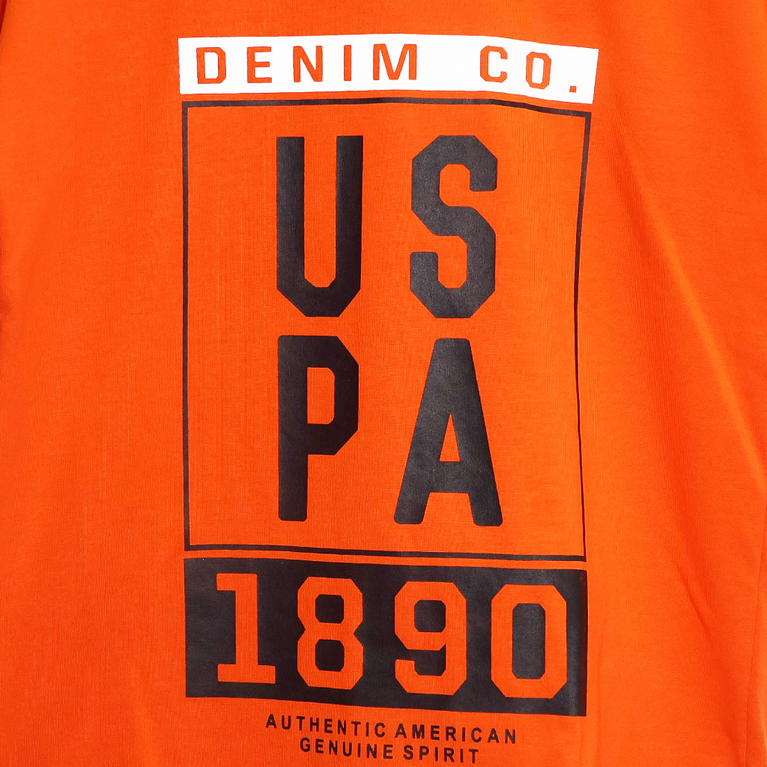 DENIM CO.
US
PA
1890
AUTHENTIC AMERICAN
GENUINE SPIRIT